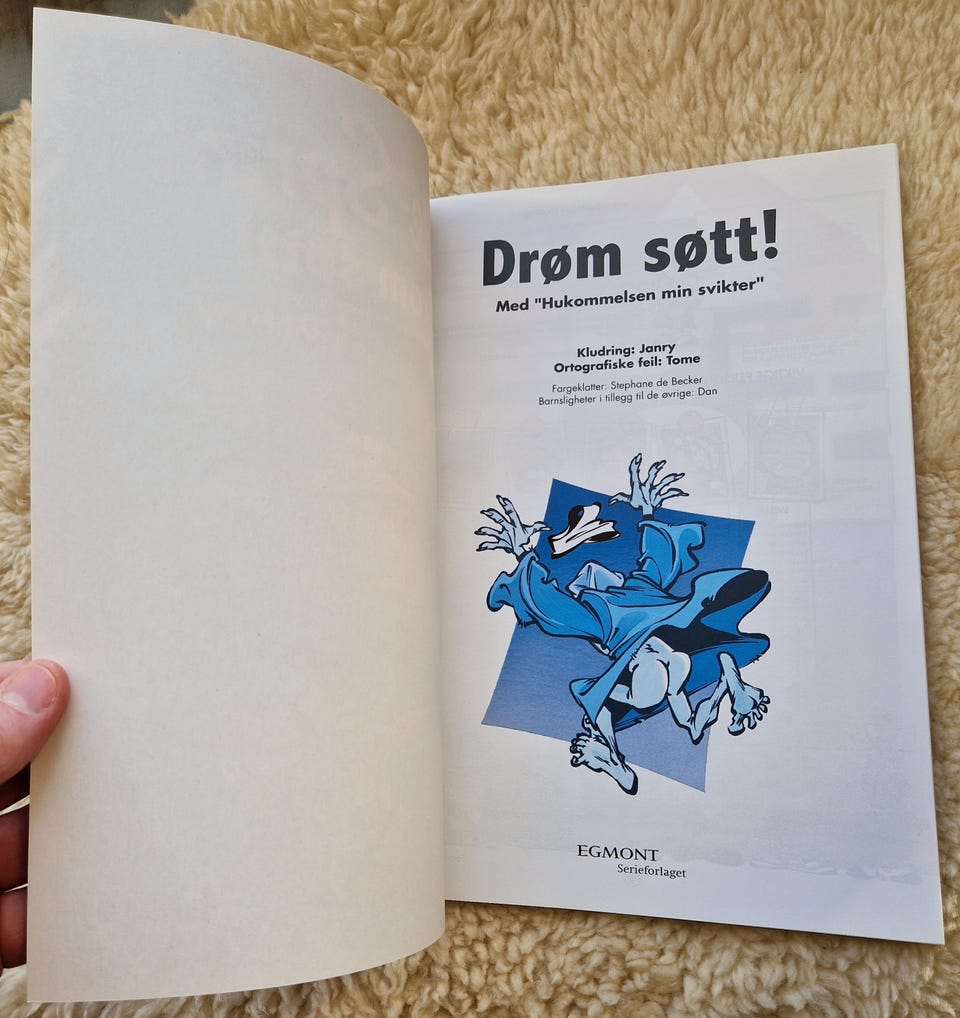 Drøm søtt!
Med "Hukommelsen min svikter"
Kludring: Janry
Ortografiske feil: Tome
Fargeklatter: Stephane de Becker
Barnsligheter i tillegg til de øvrige: Dan
EGMONT
Serieforlaget